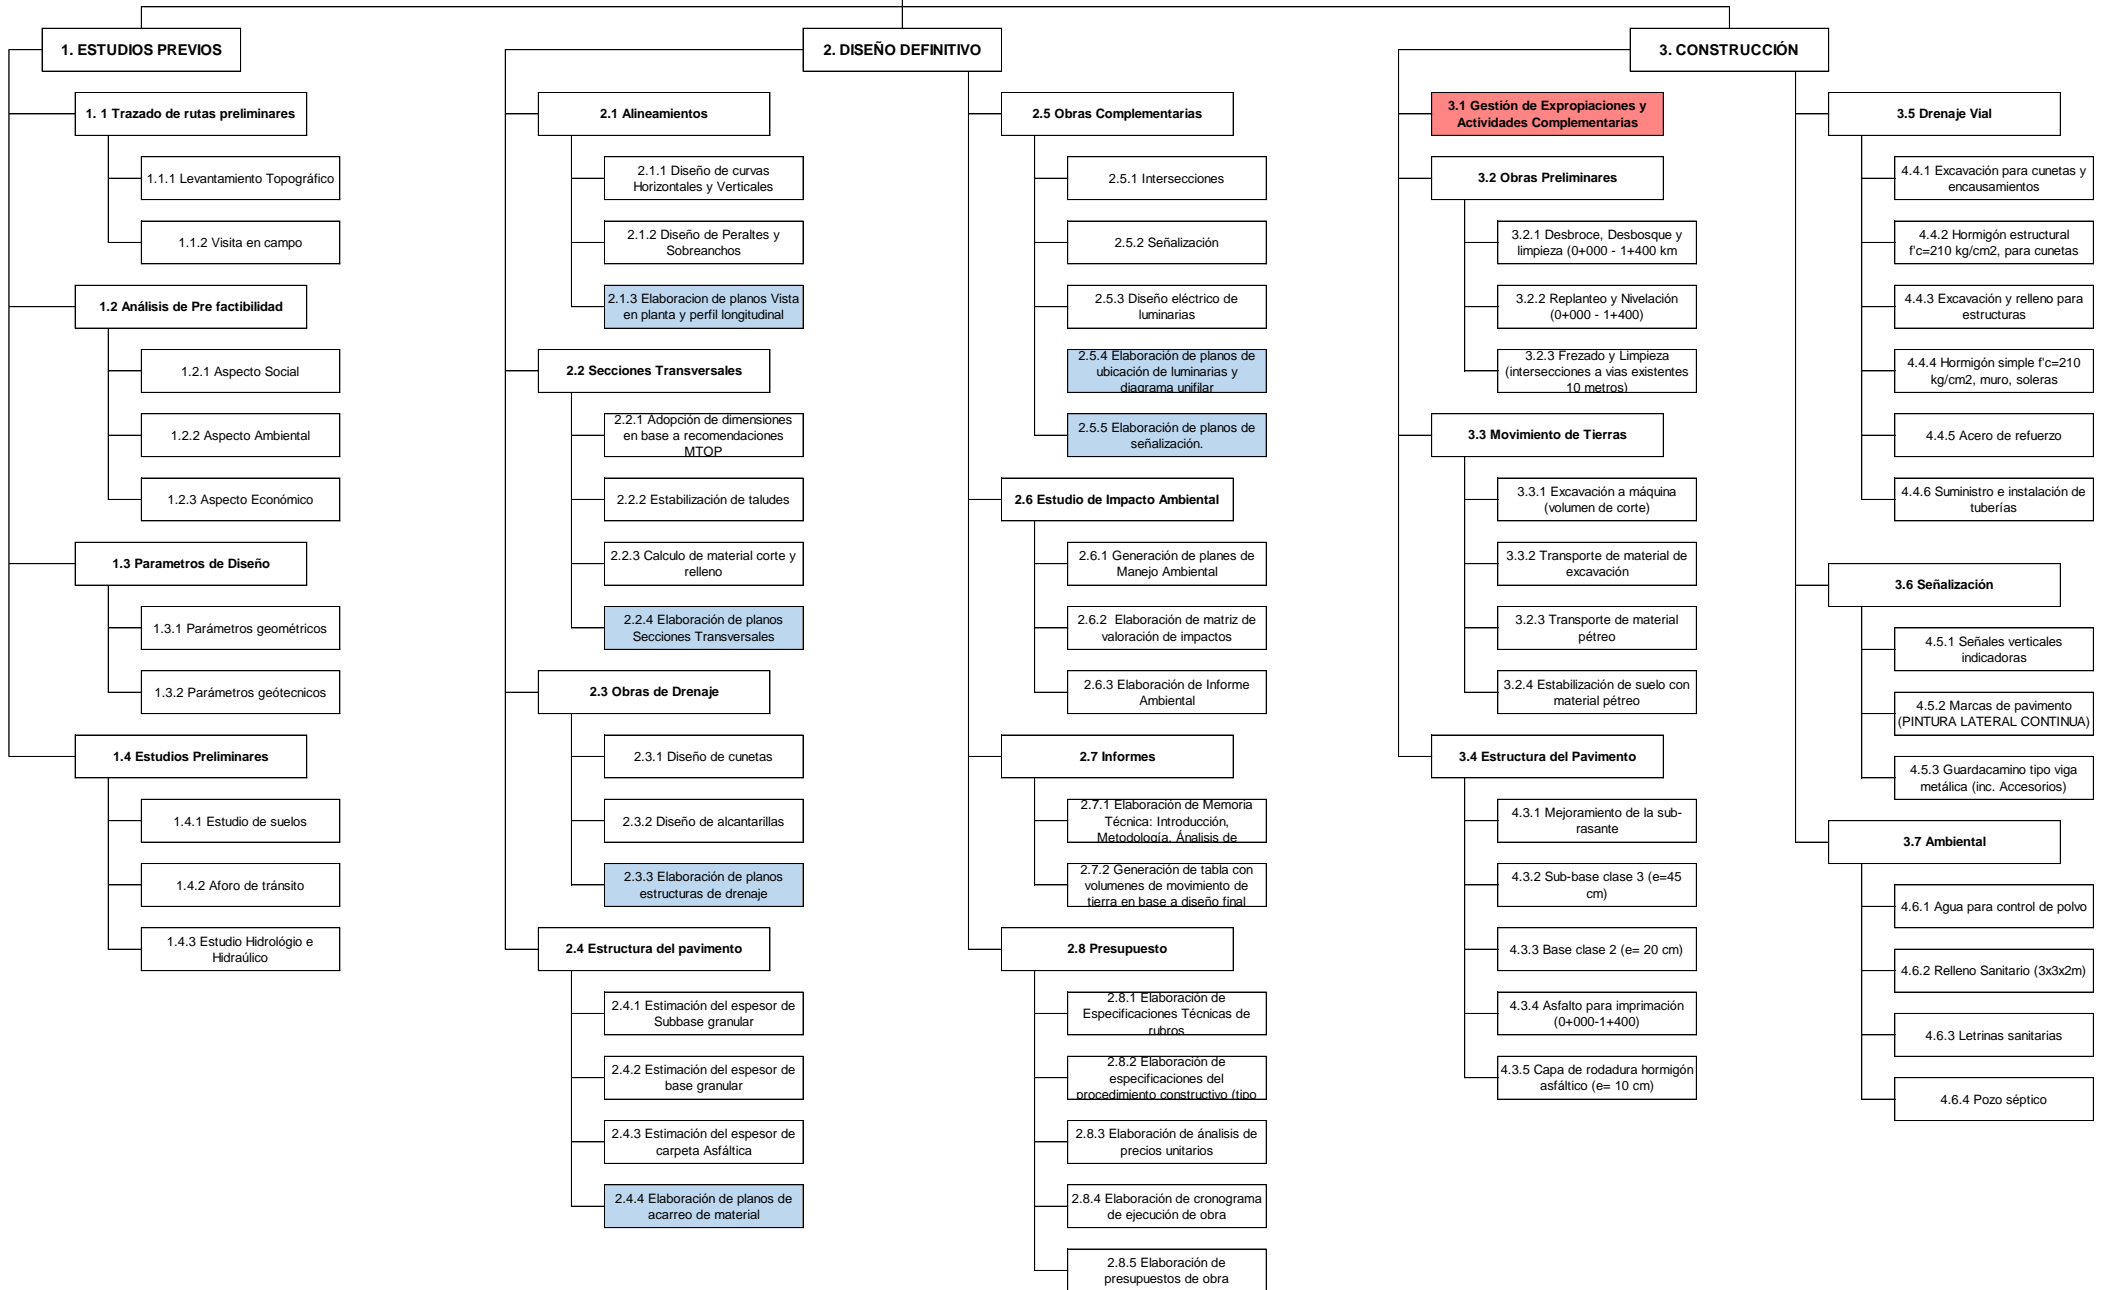 1. ESTUDIOS PREVIOS
1. 1 Trazado de rutas preliminares
1.1.1 Levantamiento Topográfico
1.1.2 Visita en campo
1.2 Análisis de Pre factibilidad
1.2.1 Aspecto Social
1.2.2 Aspecto Ambiental
1.2.3 Aspecto Económico
1.3 Parametros de Diseño
1.3.1 Parámetros geométricos
1.3.2 Parámetros geótecnicos
1.4 Estudios Preliminares
1.4.1 Estudio de suelos
1.4.2 Aforo de tránsito
1.4.3 Estudio Hidrológio e
Hidraúlico
2. DISEÑO DEFINITIVO
2.1 Alineamientos
2.1.1 Diseño de curvas
Horizontales y Verticales
2.1.2 Diseño de Peraltes y
Sobreanchos
2.1.3 Elaboracion de planos Vista
en planta y perfil longitudinal
2.2 Secciones Transversales
2.2.1 Adopción de dimensiones
en base a recomendaciones
MTOP
2.2.2 Estabilización de taludes
2.2.3 Calculo de material corte y
relleno
2.2.4 Elaboración de planos
Secciones Transversales
2.3 Obras de Drenaje
2.3.1 Diseño de cunetas
2.3.2 Diseño de alcantarillas
2.3.3 Elaboración de planos
estructuras de drenaje
2.4 Estructura del pavimento
2.4.1 Estimación del espesor de
Subbase granular
2.4.2 Estimación del espesor de
base granular
2.4.3 Estimación del espesor de
carpeta Asfáltica
2.4.4 Elaboración de planos de
acarreo de material
2.5 Obras Complementarias
2.5.1 Intersecciones
2.5.2 Señalización
2.5.3 Diseño eléctrico de
luminarias
2.5.4 Elaboración de planos de
ubicación de luminarias y
diagrama unifilar
2.5.5 Elaboración de planos de
señalización.
2.6 Estudio de Impacto Ambiental
2.6.1 Generación de planes de
Manejo Ambiental
2.6.2  Elaboración de matriz de
valoración de impactos
2.6.3 Elaboración de Informe
Ambiental
2.7 Informes
2.7.1 Elaboración de Memoria
Técnica: Introducción,
Metodología, Ánalisis de
2.7.2 Generación de tabla con
volumenes de movimiento de
tierra en base a diseño final
2.8 Presupuesto
2.8.1 Elaboración de
Especificaciones Técnicas de
rubros
2.8.2 Elaboración de
especificaciones del
procedimiento constructivo (tipo
2.8.3 Elaboración de ánalisis de
precios unitarios
2.8.4 Elaboración de cronograma
de ejecución de obra
2.8.5 Elaboración de
presupuestos de obra
3. CONSTRUCCIÓN
3.1 Gestión de Expropiaciones y
Actividades Complementarias
3.2 Obras Preliminares
3.2.1 Desbroce, Desbosque y
limpieza (0+000 - 1+400 km
3.2.2 Replanteo y Nivelación
(0+000 - 1+400)
3.2.3 Frezado y Limpieza
(intersecciones a vias existentes
10 metros)
3.3 Movimiento de Tierras
3.3.1 Excavación a máquina
(volumen de corte)
3.3.2 Transporte de material de
excavación
3.2.3 Transporte de material
pétreo
3.2.4 Estabilización de suelo con
material pétreo
3.4 Estructura del Pavimento
4.3.1 Mejoramiento de la sub-
rasante
4.3.2 Sub-base clase 3 (e=45
cm)
4.3.3 Base clase 2 (e= 20 cm)
4.3.4 Asfalto para imprimación
(0+000-1+400)
4.3.5 Capa de rodadura hormigón
asfáltico (e= 10 cm)
3.5 Drenaje Vial
4.4.1 Excavación para cunetas y
encausamientos
4.4.2 Hormigón estructural
f'c=210 kg/cm2, para cunetas
4.4.3 Excavación y relleno para
estructuras
4.4.4 Hormigón simple f'c=210
kg/cm2, muro, soleras
4.4.5 Acero de refuerzo
4.4.6 Suministro e instalación de
tuberías
3.6 Señalización
4.5.1 Señales verticales
indicadoras
4.5.2 Marcas de pavimento
(PINTURA LATERAL CONTINUA)
4.5.3 Guardacamino tipo viga
metálica (inc. Accesorios)
3.7 Ambiental
4.6.1 Agua para control de polvo
4.6.2 Relleno Sanitario (3x3x2m)
4.6.3 Letrinas sanitarias
4.6.4 Pozo séptico